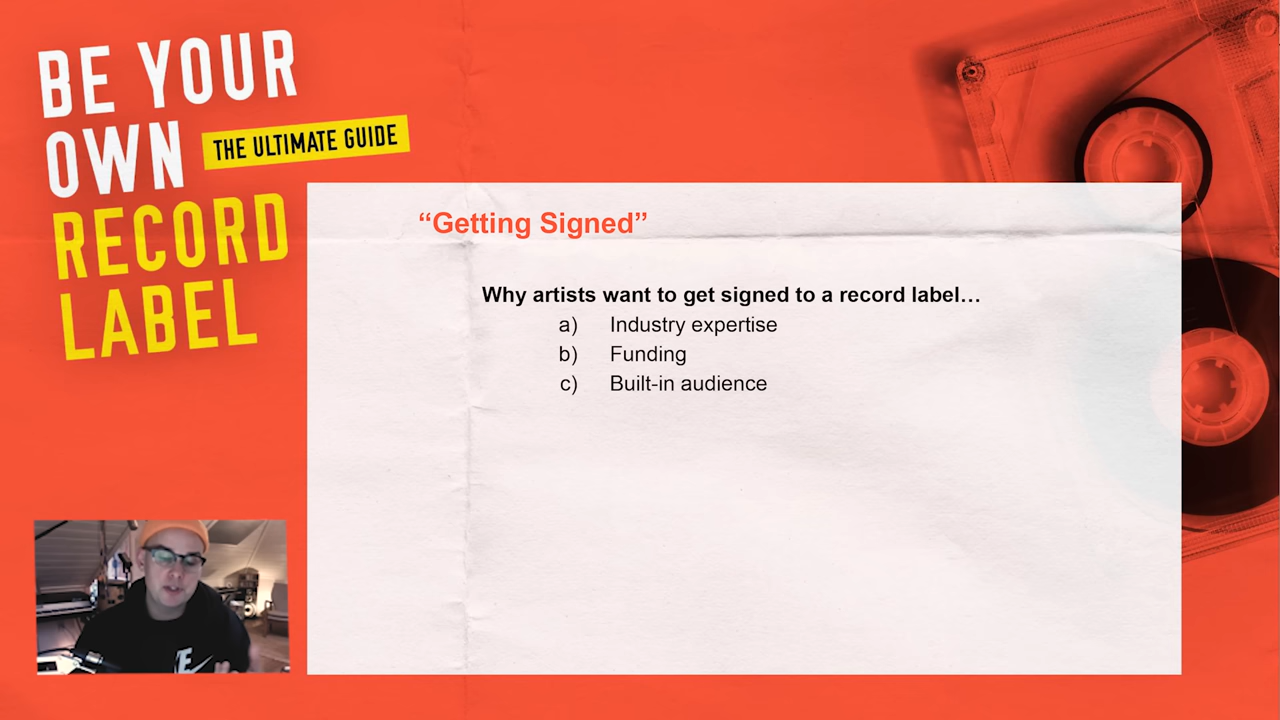 BE YOUR
OWN
THE ULTIMATE GUIDE
RECORD
LABEL
“Getting Signed”
Why artists want to get signed to a record label…
a) Industry expertise
b) Funding
c) Built-in audience